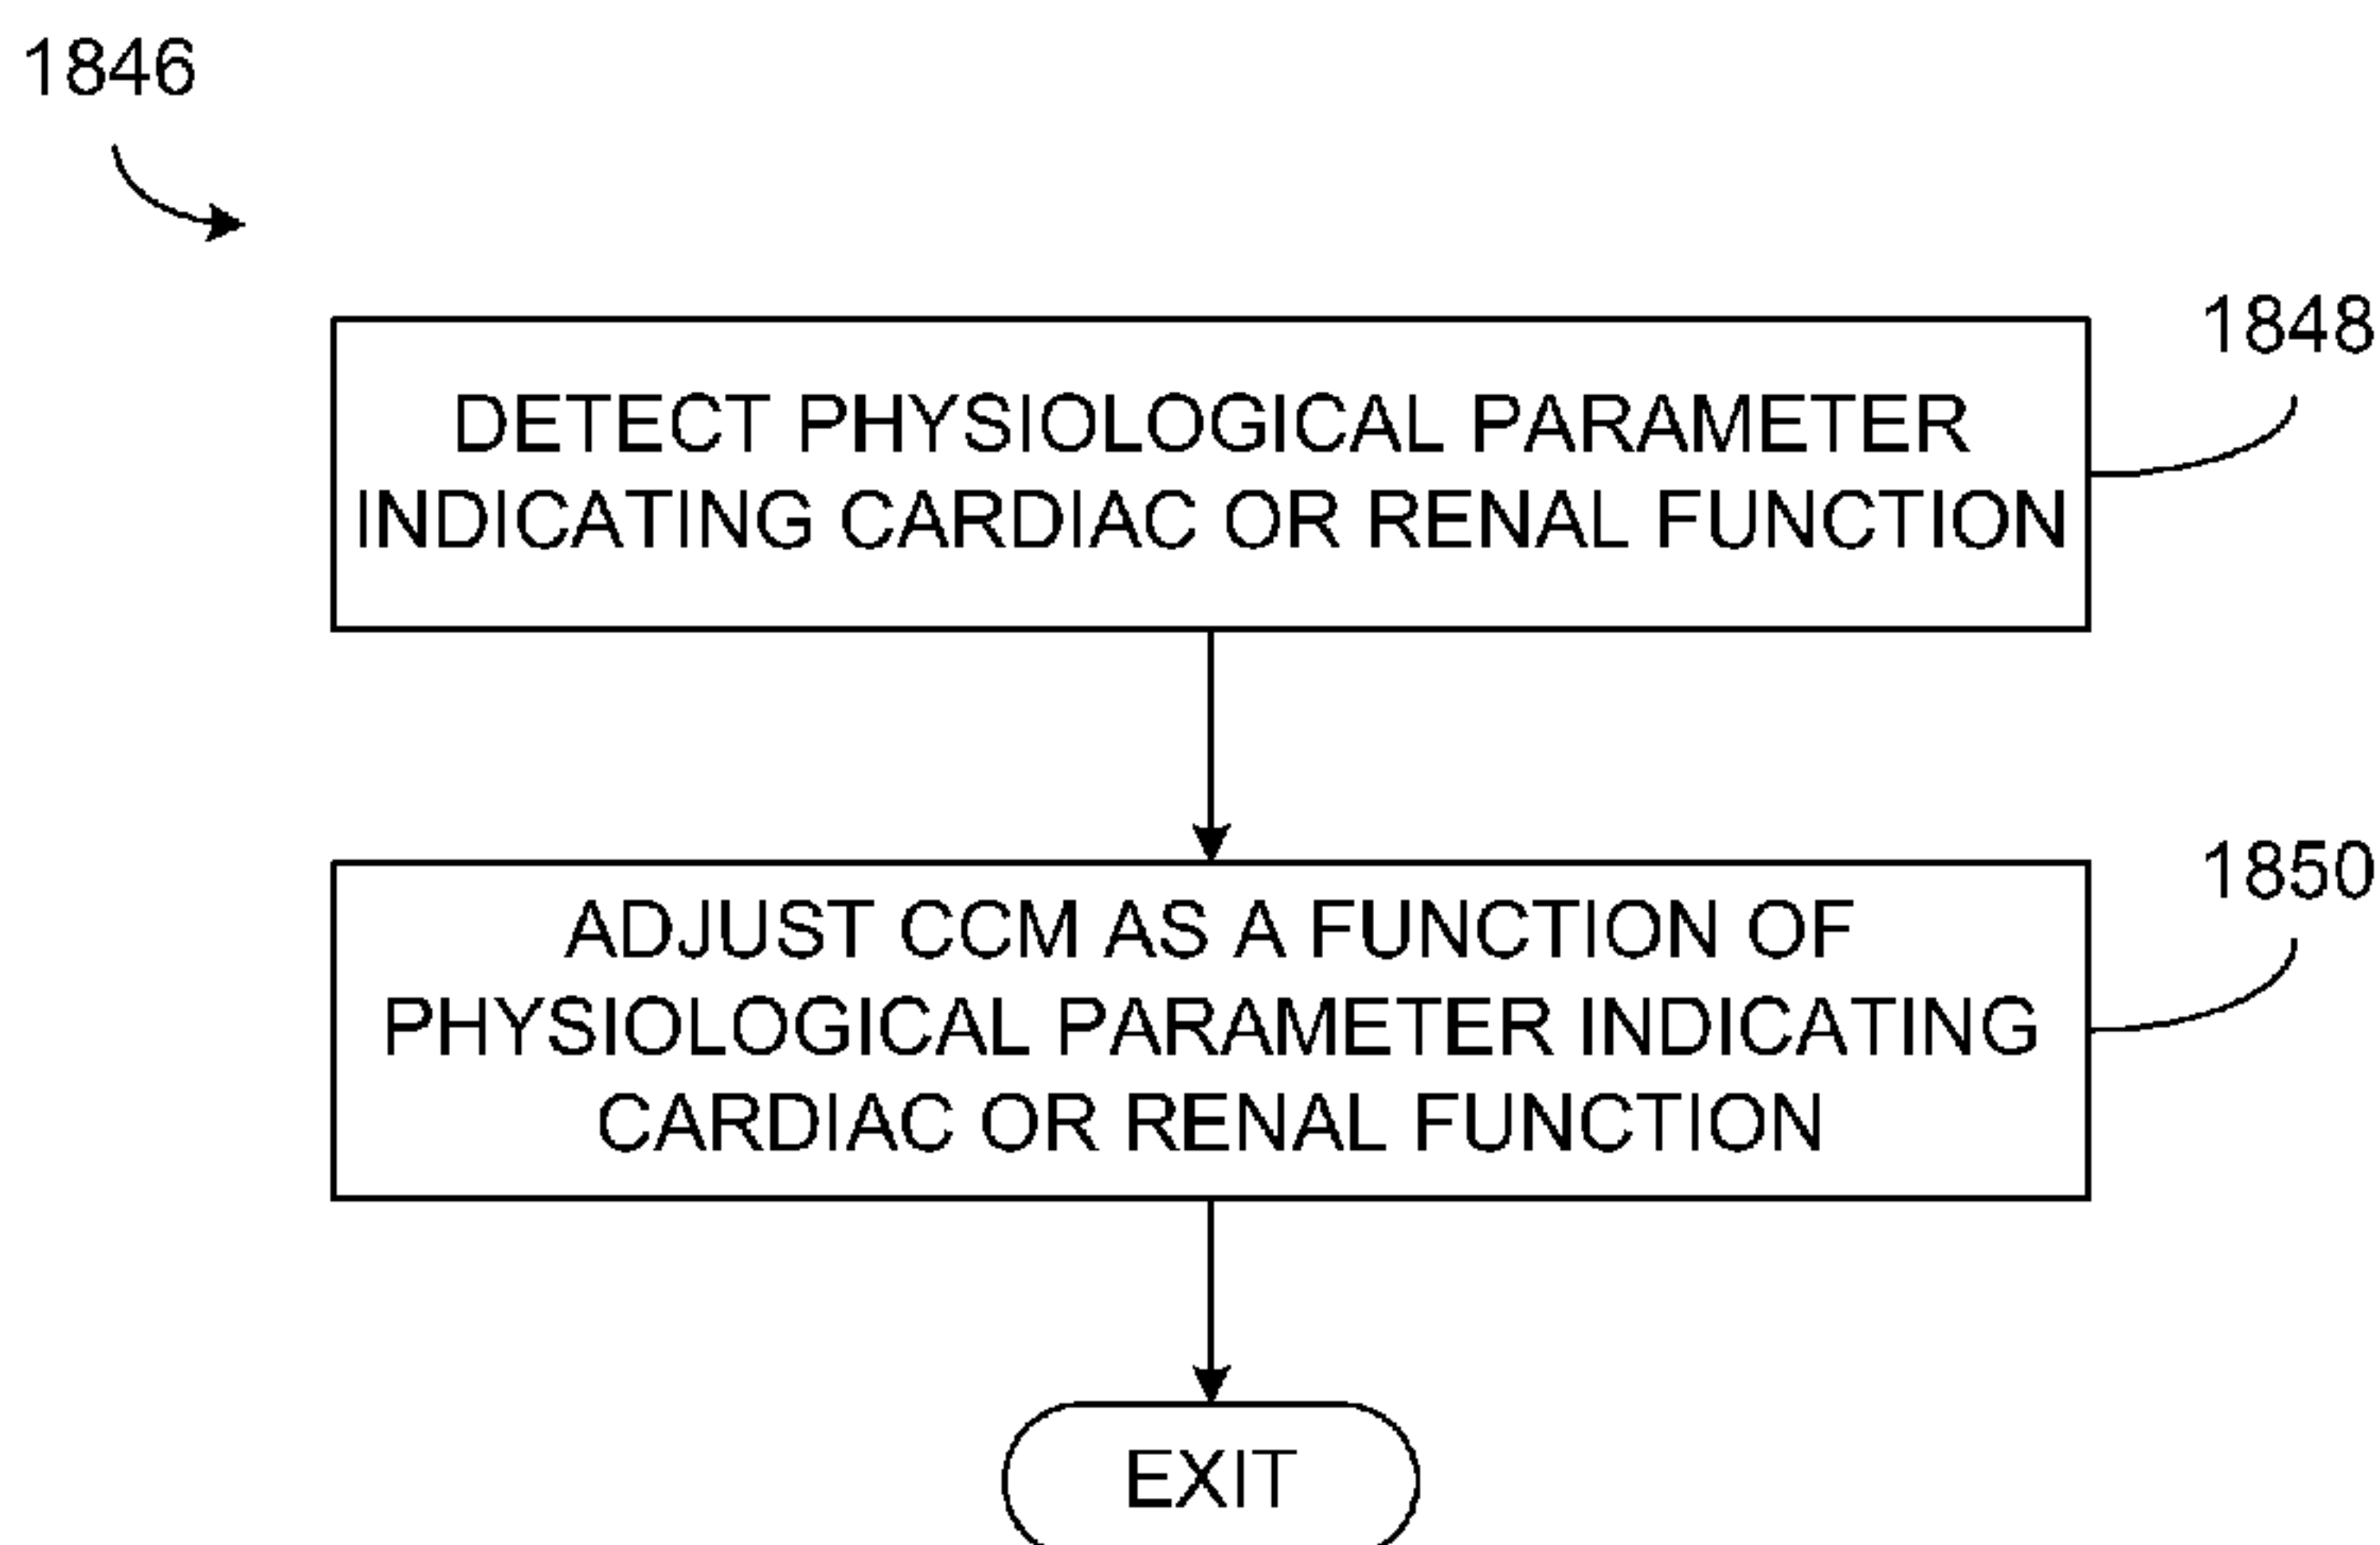 1846
1848
DETECT PHYSIOLOGICAL PARAMETER
INDICATING CARDIAC OR RENAL FUNCTION
1850
ADJUST CCM AS A FUNCTION OF
PHYSIOLOGICAL PARAMETER INDICATING
CARDIAC OR RENAL FUNCTION
EXIT